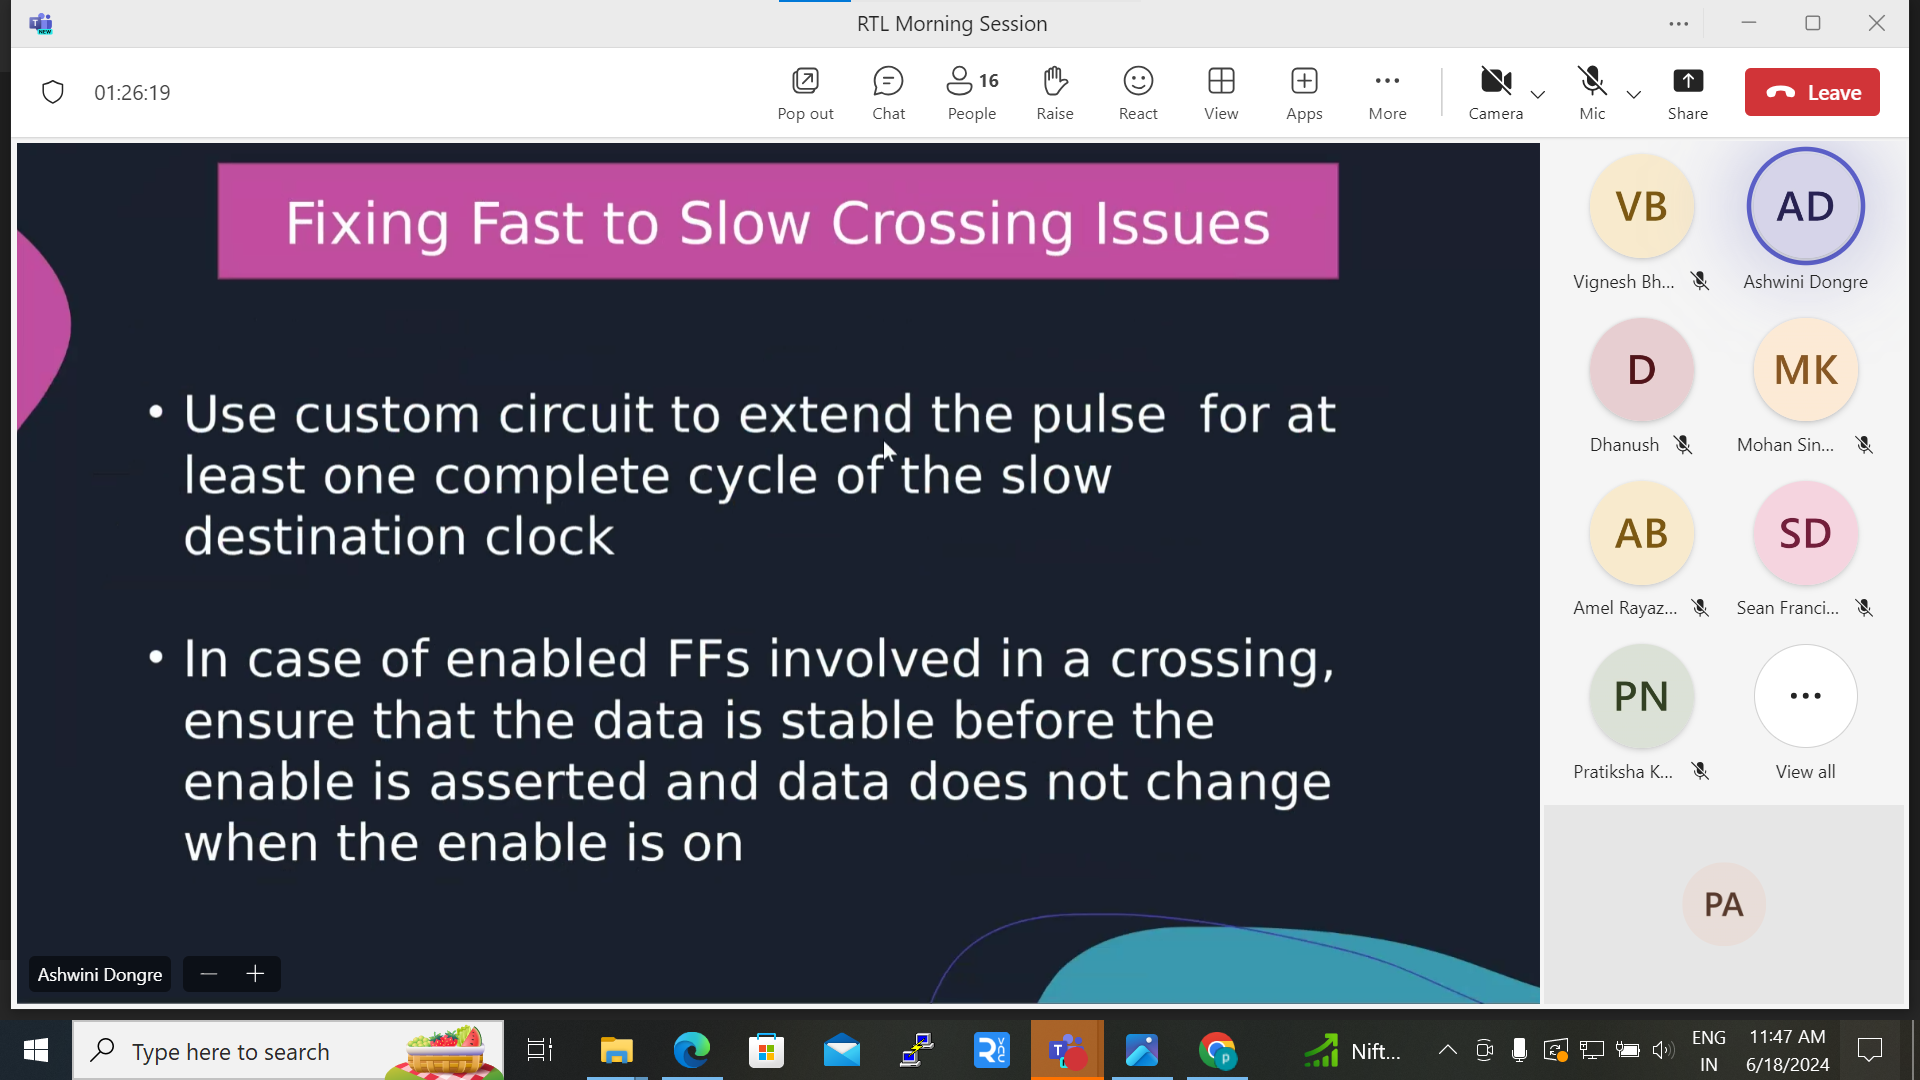 RTL Morning Session
01:26:19
Pop out
Chat
16
People
Raise
React
View
Apps
More
Camera
Mic
Share
Leave
Fixing Fast to Slow Crossing Issues
• Use custom circuit to extend the pulse for at
least one complete cycle of the slow
destination clock
• In case of enabled FFs involved in a crossing,
ensure that the data is stable before the
enable is asserted and data does not change
when the enable is on
Ashwini Dongre
VB
Vignesh Bh...
AD
Ashwini Dongre
D
Dhanush
MK
Mohan Sin...
AB
Amel Rayaz...
SD
Sean Franci...
PN
Pratiksha K...
View all
PA
Type here to search
Nift...
ENG
IN
11:47 AM
6/18/2024